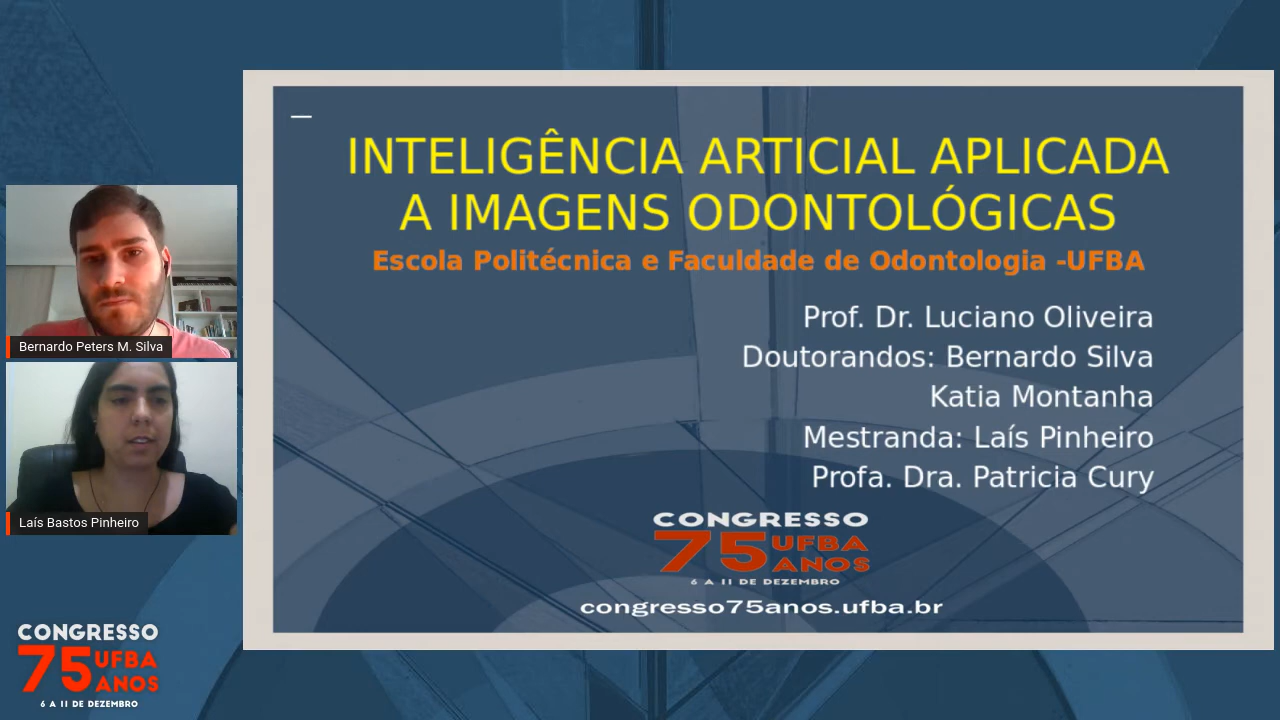 INTELIGÊNCIA ARTICIAL APLICADA
A IMAGENS ODONTOLÓGICAS
Escola Politécnica e Faculdade de Odontologia -UFBA
Prof. Dr. Luciano Oliveira
Doutorandos: Bernardo Silva
Katia Montanha
Mestranda: Laís Pinheiro
Profa. Dra. Patricia Cury
CONGRESSO
75 UFBA
ANOS
6 A 11 DE DEZEMBRO
congresso75anos.ufba.br
Bernardo Peters M. Silva
Laís Bastos Pinheiro
CONGRESSO
75 UFBA
ANOS
6 A 11 DE DEZEMBRO